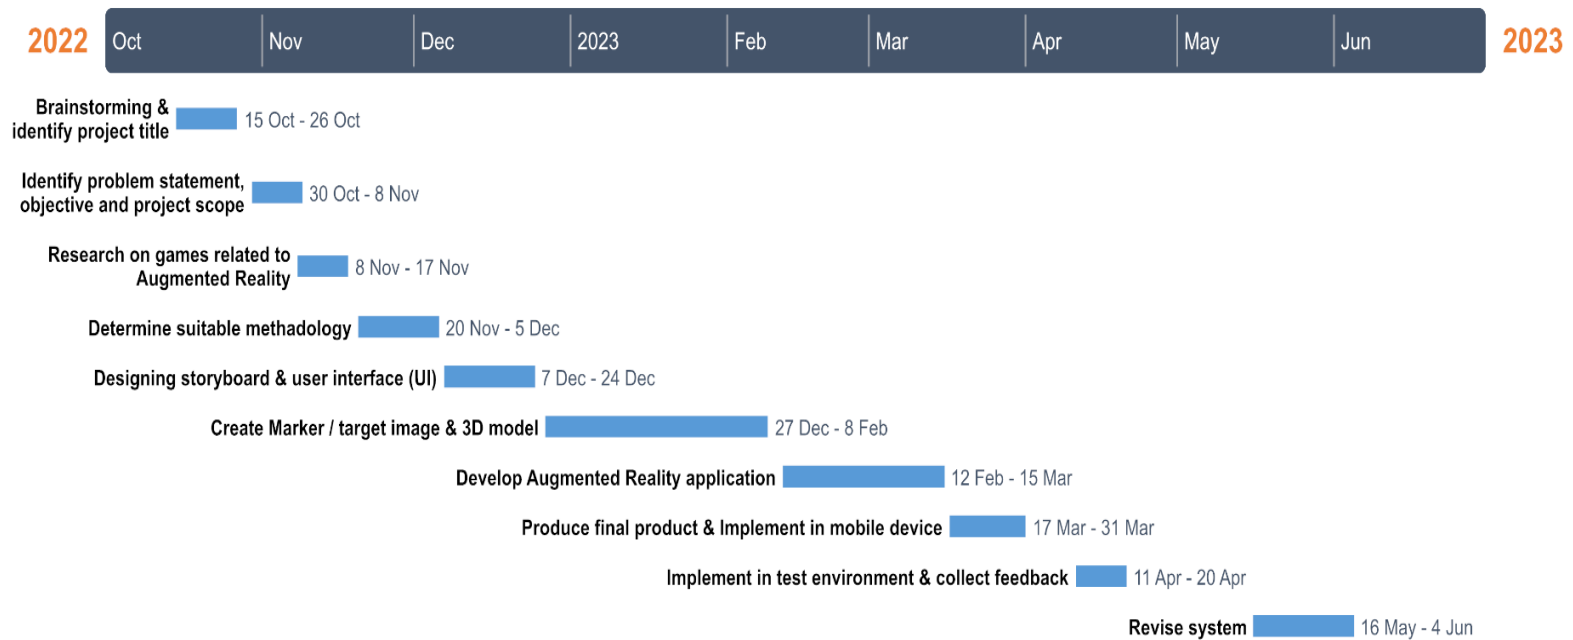 2022 Oct Nov Dec 2023 Feb Mar Apr May Jun 2023
Brainstorming &
identify project title
15 Oct - 26 Oct
Identify problem statement,
objective and project scope
30 Oct - 8 Nov
Research on games related to
Augmented Reality
8 Nov - 17 Nov
Determine suitable methadology 20 Nov - 5 Dec
Designing storyboard & user interface (UI) 7 Dec - 24 Dec
Create Marker / target image & 3D model 27 Dec - 8 Feb
Develop Augmented Reality application 12 Feb - 15 Mar
Produce final product & Implement in mobile device 17 Mar - 31 Mar
Implement in test environment & collect feedback 11 Apr - 20 Apr
Revise system 16 May - 4 Jun